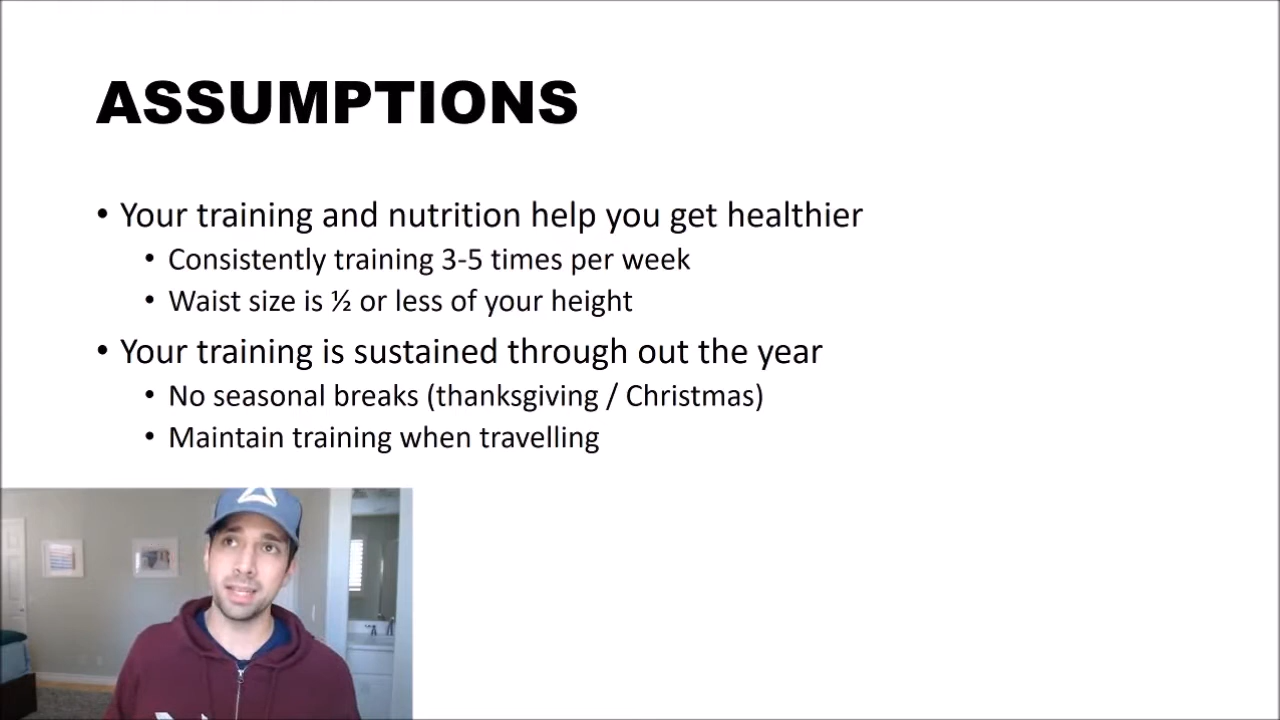 ASSUMPTIONS
• Your training and nutrition help you get healthier
• Consistently training 3-5 times per week
• Waist size is ½ or less of your height
• Your training is sustained through out the year
• No seasonal breaks (thanksgiving / Christmas)
• Maintain training when travelling